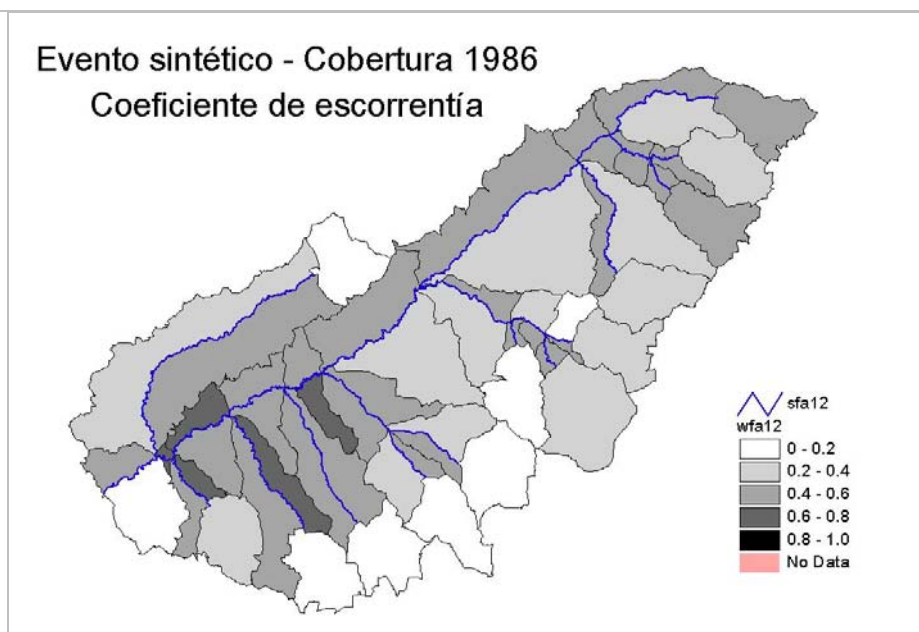 Evento sintético - Cobertura 1986
Coeficiente de escorrentía
sfa12
wfa12
0 - 0.2
0.2 - 0.4
0.4 - 0.6
0.6 - 0.8
0.8 - 1.0
No Data